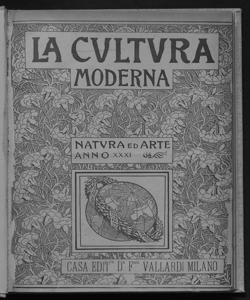 LA CVLTVRA
MODERNA
NATVRA ED ARTE
ANNO XXXI
CASA EDIT. Dr. F. VALLARDI MILANO